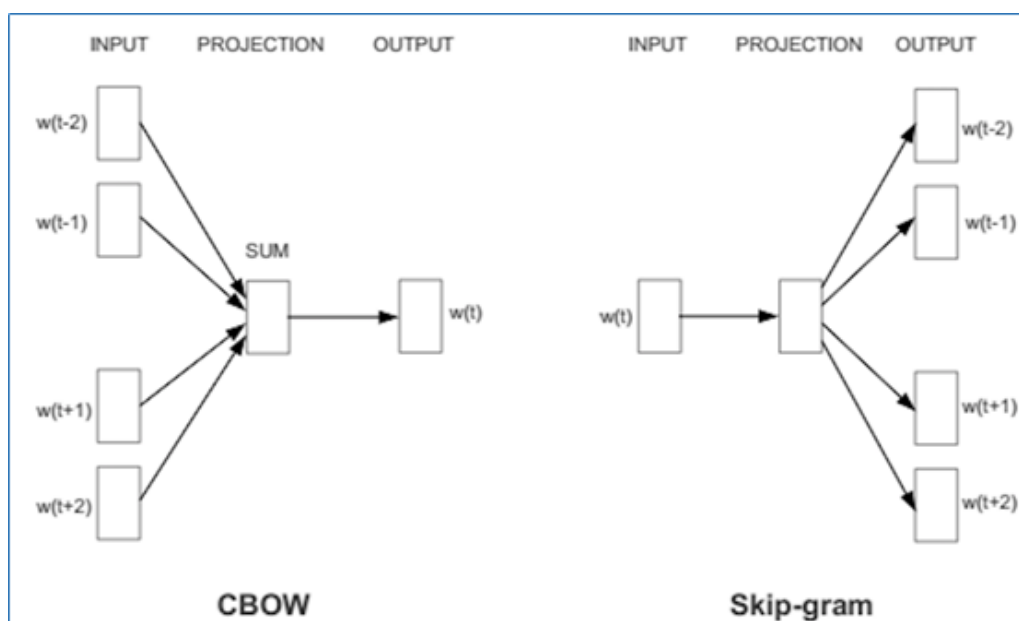 INPUT PROJECTION OUTPUT
w(t-2)
w(t-1)
SUM
w(t)
w(t+1)
w(t+2)
CBOW
INPUT PROJECTION OUTPUT
w(t-2)
w(t-1)
w(t)
w(t+1)
w(t+2)
Skip-gram